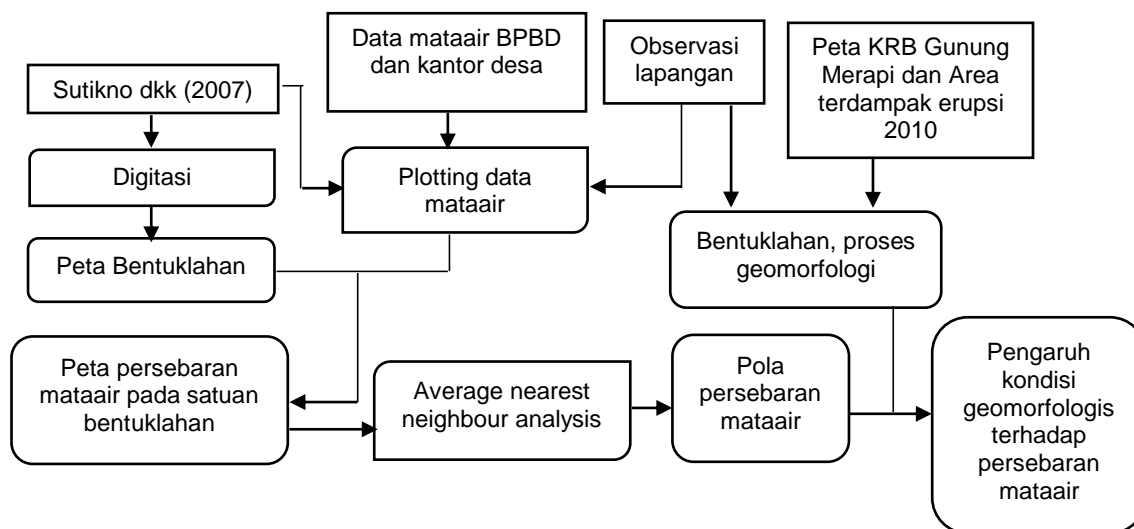 Data mataair BPBD
dan kantor desa
Observasi
lapangan
Peta KRB Gunung
Merapi dan Area
terdampak erupsi
2010
Sutikno dkk (2007)
Digitasi
Plotting data
mataair
Peta Bentuklahan
Bentuklahan, proses
geomorfologi
Peta persebaran
mataair pada satuan
bentuklahan
Average nearest
neighbour analysis
Pola
persebaran
mataair
Pengaruh
kondisi
geomorfologis
terhadap
persebaran
mataair